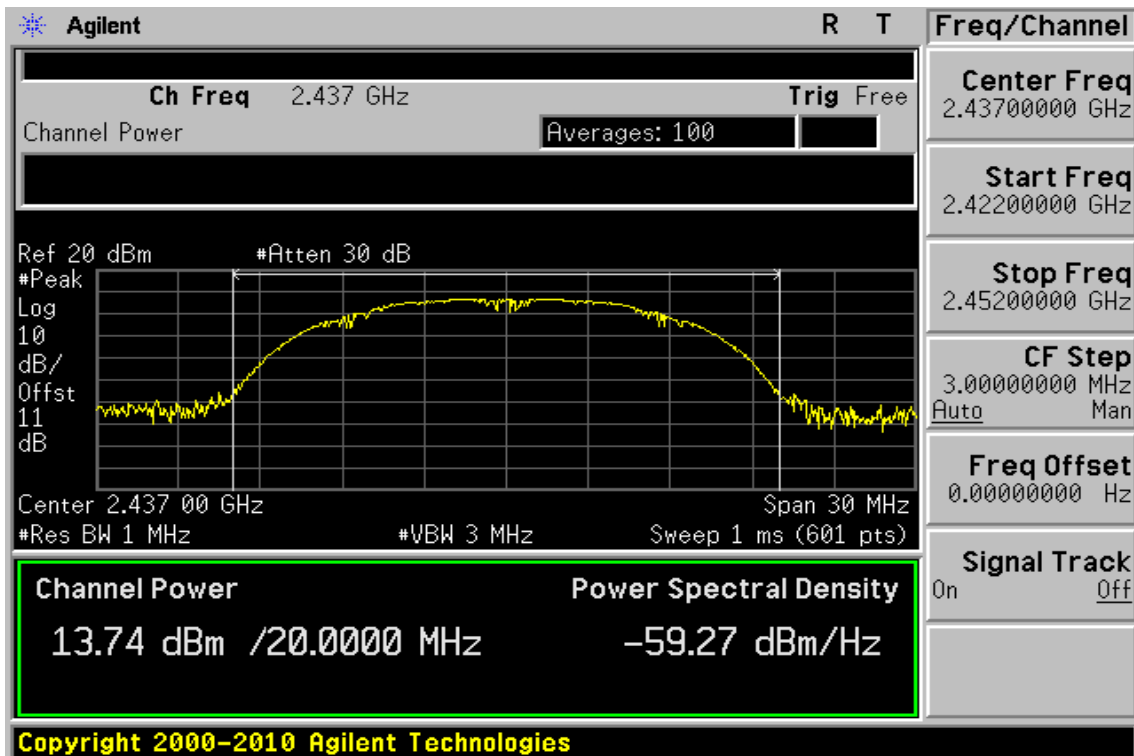 Agilent R T
Ch Freq 2.437 GHz Trig Free
Channel Power Averages: 100
Ref 20 dBm #Atten 30 dB
#Peak
Log
10
dB/
Offst
11
dB
Center 2.437 00 GHz Span 30 MHz
#Res BW 1 MHz #VBW 3 MHz Sweep 1 ms (601 pts)
Channel Power Power Spectral Density
13.74 dBm /20.0000 MHz -59.27 dBm/Hz
Copyright 2000-2010 Agilent Technologies
Freq/Channel
Center Freq
2.43700000 GHz
Start Freq
2.42200000 GHz
Stop Freq
2.45200000 GHz
CF Step
3.00000000 MHz
Auto Man
Freq Offset
0.00000000 Hz
Signal Track
On Off